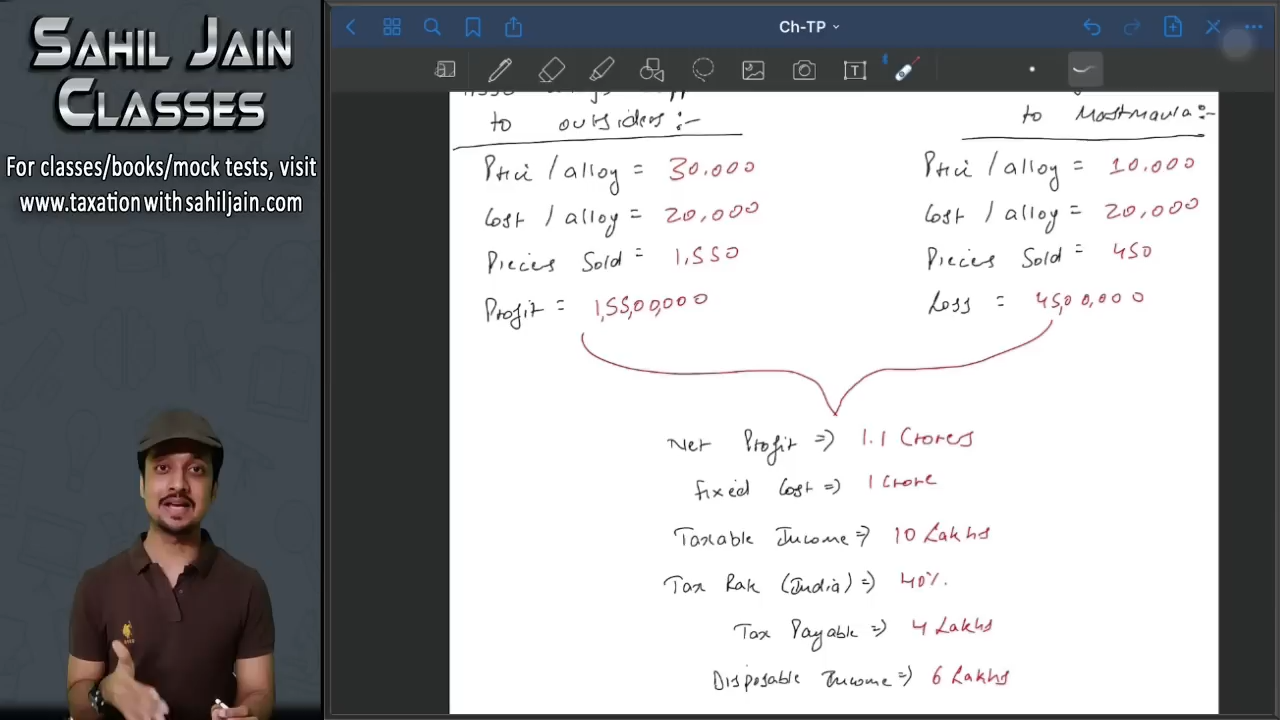 SAHIL JAIN
CLASSES
For classes/books/mock tests, visit
www.taxationwithsahiljain.com
Ch-TP
T
to outsiders :-
Price / alloy = 30,000
Cost / alloy = 20,000
Pieces Sold = 1,550
Profit = 1,55,00,000
to Mastmaula :-
Price / alloy = 10,000
Cost / alloy = 20,000
Pieces Sold = 450
Loss = 45,00,000
Net Profit => 1.1 Crores
Fixed Cost => 1 Crore
Taxable Income => 10 Lakhs
Tax Rate (India) => 40%.
Tax Payable => 4 Lakhs
Disposable Income => 6 Lakhs